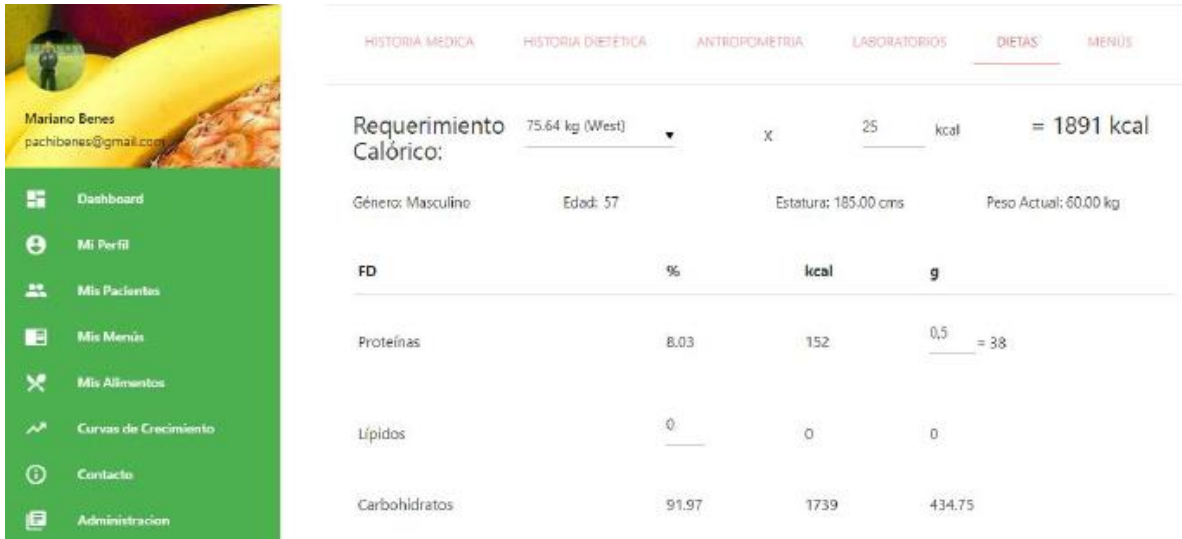 Mariano Benes
pachibenes@gmail.com
Dashboard
Mi Perfil
Mis Pacientes
Mis Menús
Mis Alimentos
Curvas de Crecimiento
Contacto
Administracion
HISTORIA MEDICA HISTORIA DIETÉTICA ANTROPOMETRIA LABORATORIOS DIETAS MENÚS
Requerimiento 75.64 kg (West) x 25 kcal = 1891 kcal
Calórico:
Género: Masculino Edad: 57 Estatura: 185.00 cms Peso Actual: 60.00 kg
FD % kcal g
Proteínas 8.03 152 0,5 = 38
Lípidos 0 0 0
Carbohidratos 91.97 1739 434.75